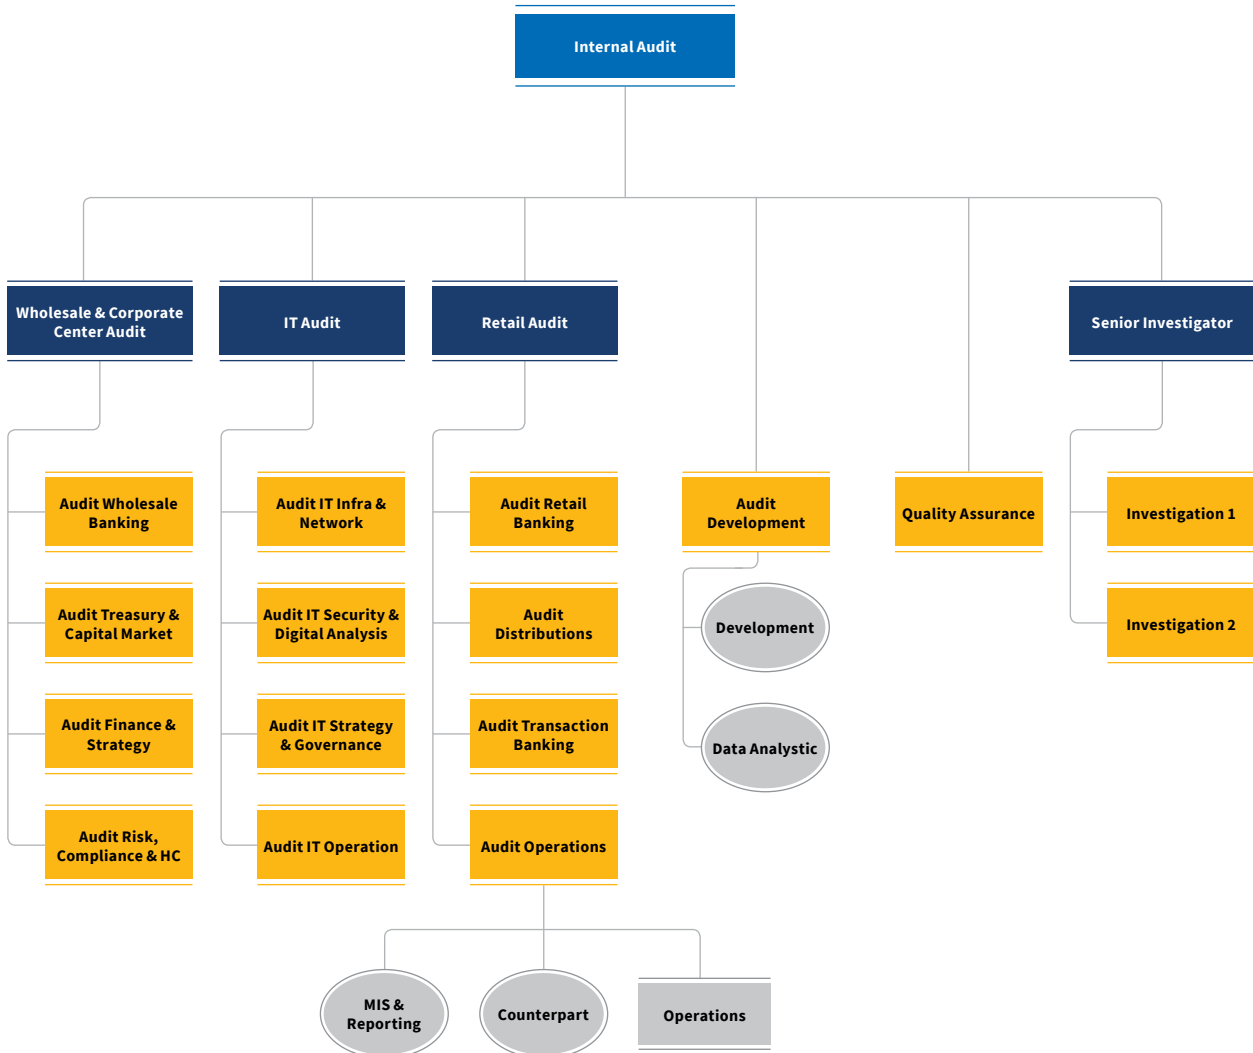 Internal Audit
Wholesale & Corporate
Center Audit
IT Audit
Retail Audit
Senior Investigator
Audit Wholesale
Banking
Audit IT Infra &
Network
Audit Retail
Banking
Audit
Development
Quality Assurance
Investigation 1
Audit Treasury &
Capital Market
Audit IT Security &
Digital Analysis
Audit
Distributions
Development
Investigation 2
Audit Finance &
Strategy
Audit IT Strategy
& Governance
Audit Transaction
Banking
Data Analystic
Audit Risk,
Compliance & HC
Audit IT Operation
Audit Operations
MIS &
Reporting
Counterpart
Operations